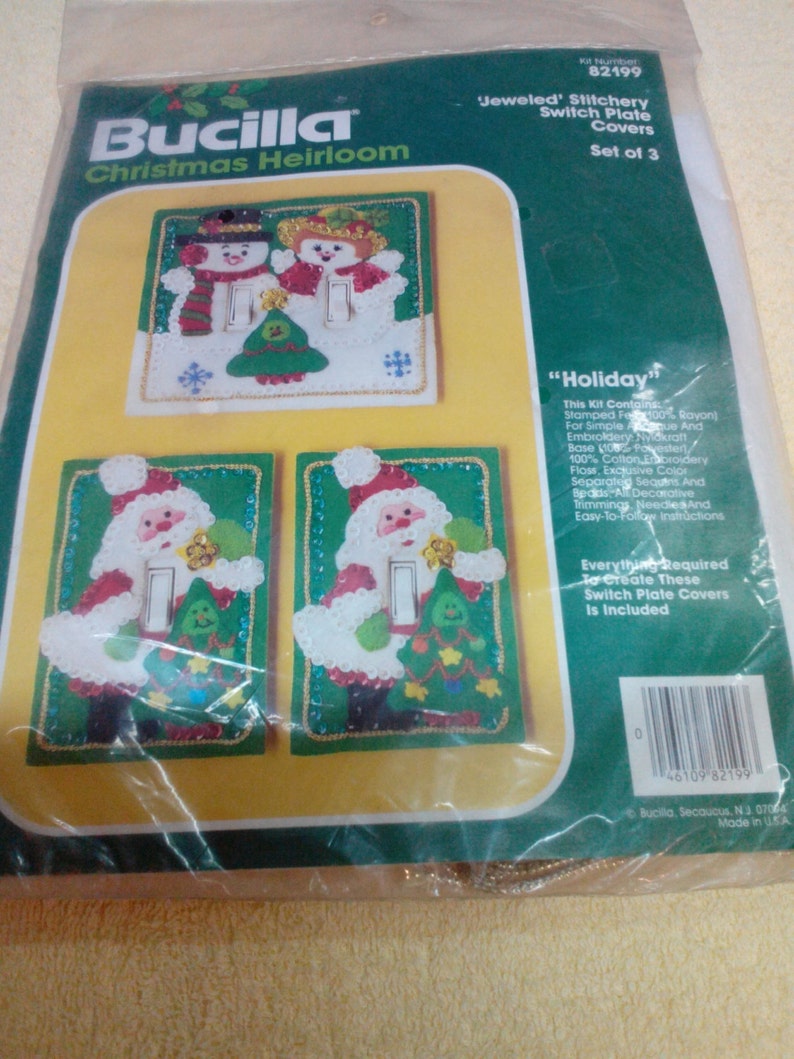 Kit Number:
82199
'Jeweled' Stitchery
Switch Plate
Covers
Set of 3
Bucilla®
Christmas Heirloom
"Holiday"
This Kit Contains:
Stamped Felt (100% Rayon)
For Simple Applique And
Embroidery, Nylakraft
Base (100% Polyester),
100% Cotton Embroidery
Floss, Exclusive Color
Separated Sequins And
Beads, All Decorative
Trimmings, Needles And
Easy-To-Follow Instructions
Everything Required
To Create These
Switch Plate Covers
Is Included
0 46109 82199
© Bucilla, Secaucus, N.J. 07094
Made in U.S.A.